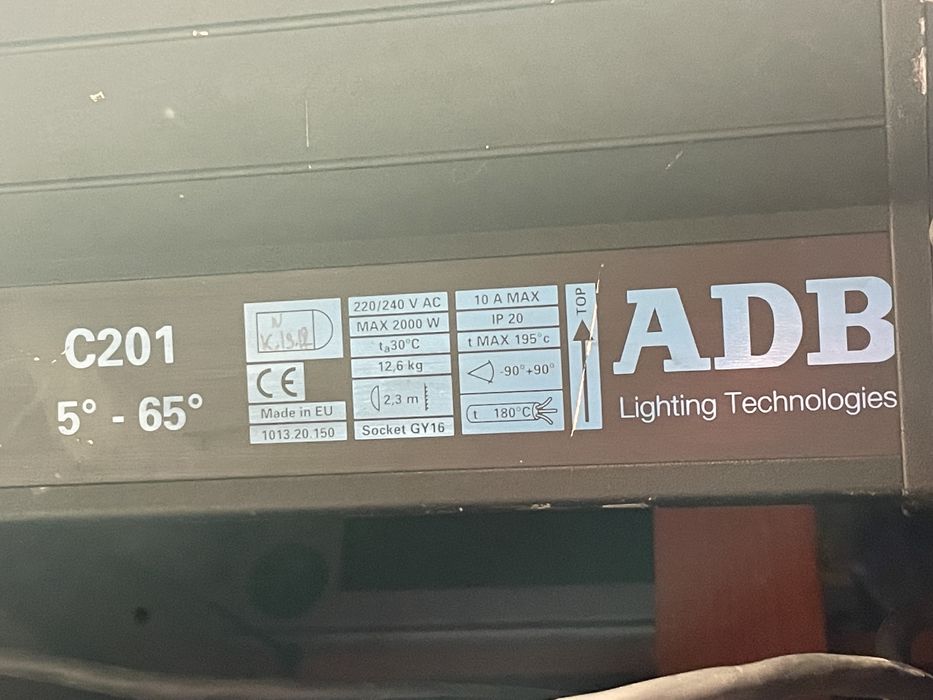 C201
5° - 65°
N
CE
Made in EU
1013.20.150
220/240 V AC
MAX 2000 W
ta30°C
12,6 kg
2,3 m
Socket GY16
10 A MAX
IP 20
t MAX 195°c
-90°+90°
t 180°C
TOP
ADB
Lighting Technologies